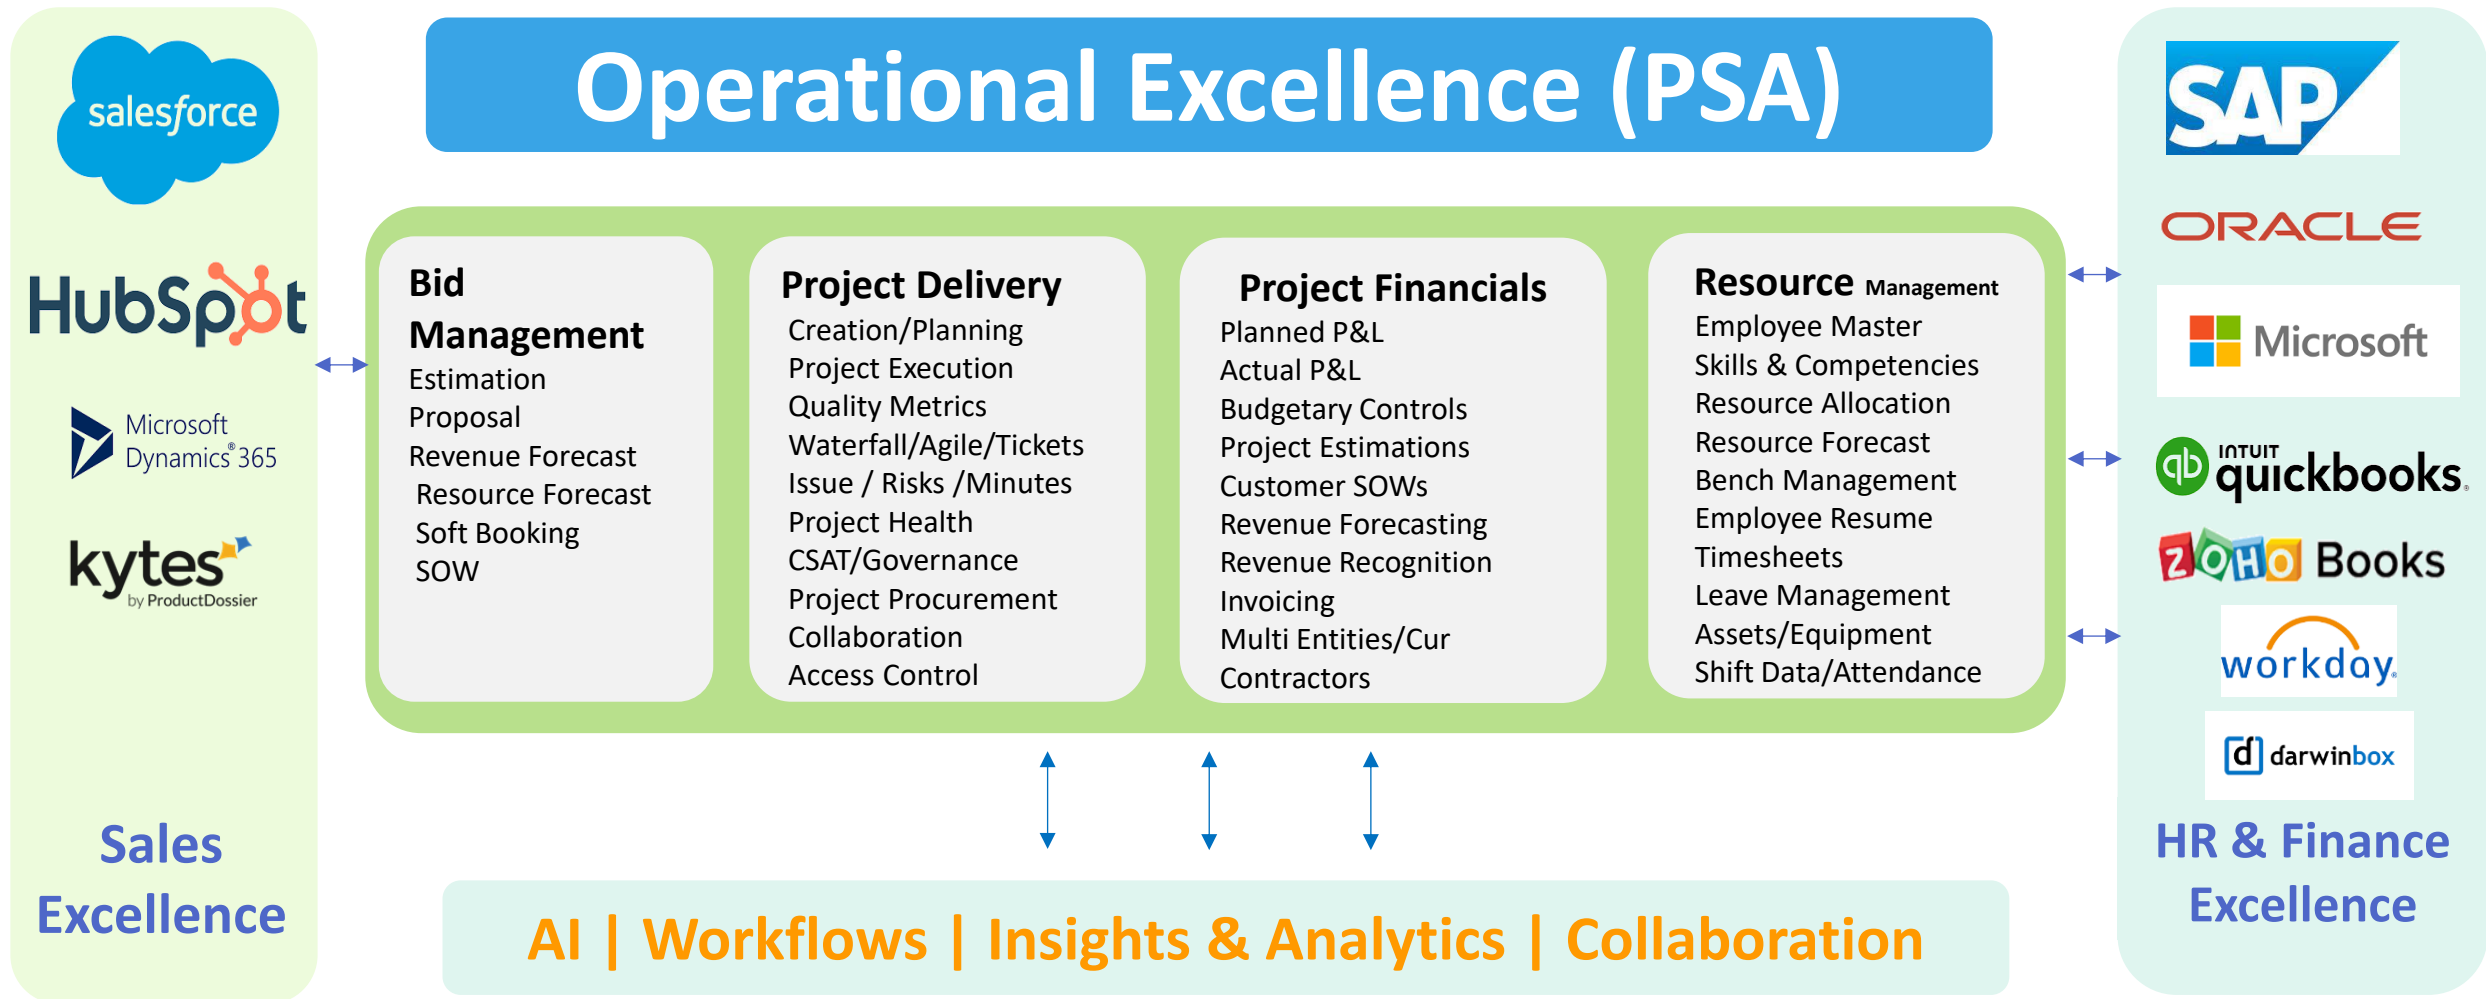 Operational Excellence (PSA)
salesforce
HubSpot
Microsoft
Dynamics® 365
kytes
by ProductDossier
Sales
Excellence
Bid
Management
Estimation
Proposal
Revenue Forecast
Resource Forecast
Soft Booking
SOW
Project Delivery
Creation/Planning
Project Execution
Quality Metrics
Waterfall/Agile/Tickets
Issue / Risks /Minutes
Project Health
CSAT/Governance
Project Procurement
Collaboration
Access Control
Project Financials
Planned P&L
Actual P&L
Budgetary Controls
Project Estimations
Customer SOWs
Revenue Forecasting
Revenue Recognition
Invoicing
Multi Entities/Cur
Contractors
Resource Management
Employee Master
Skills & Competencies
Resource Allocation
Resource Forecast
Bench Management
Employee Resume
Timesheets
Leave Management
Assets/Equipment
Shift Data/Attendance
SAP
ORACLE
Microsoft
qb INTUIT
quickbooks®
ZOHO Books
workday®
d darwinbox
HR & Finance
Excellence
AI | Workflows | Insights & Analytics | Collaboration